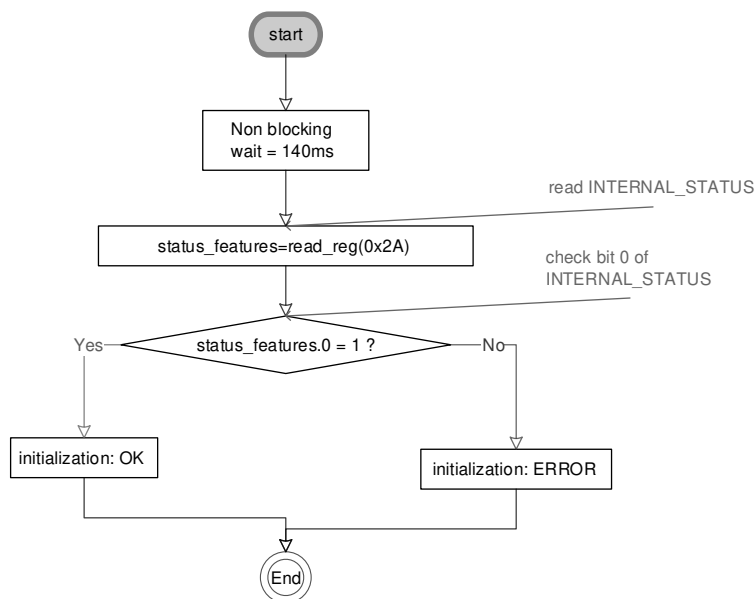 start
Non blocking
wait = 140ms
read INTERNAL_STATUS
status_features=read_reg(0x2A)
check bit 0 of
INTERNAL_STATUS
Yes
status_features.0 = 1 ?
No
initialization: OK
initialization: ERROR
End